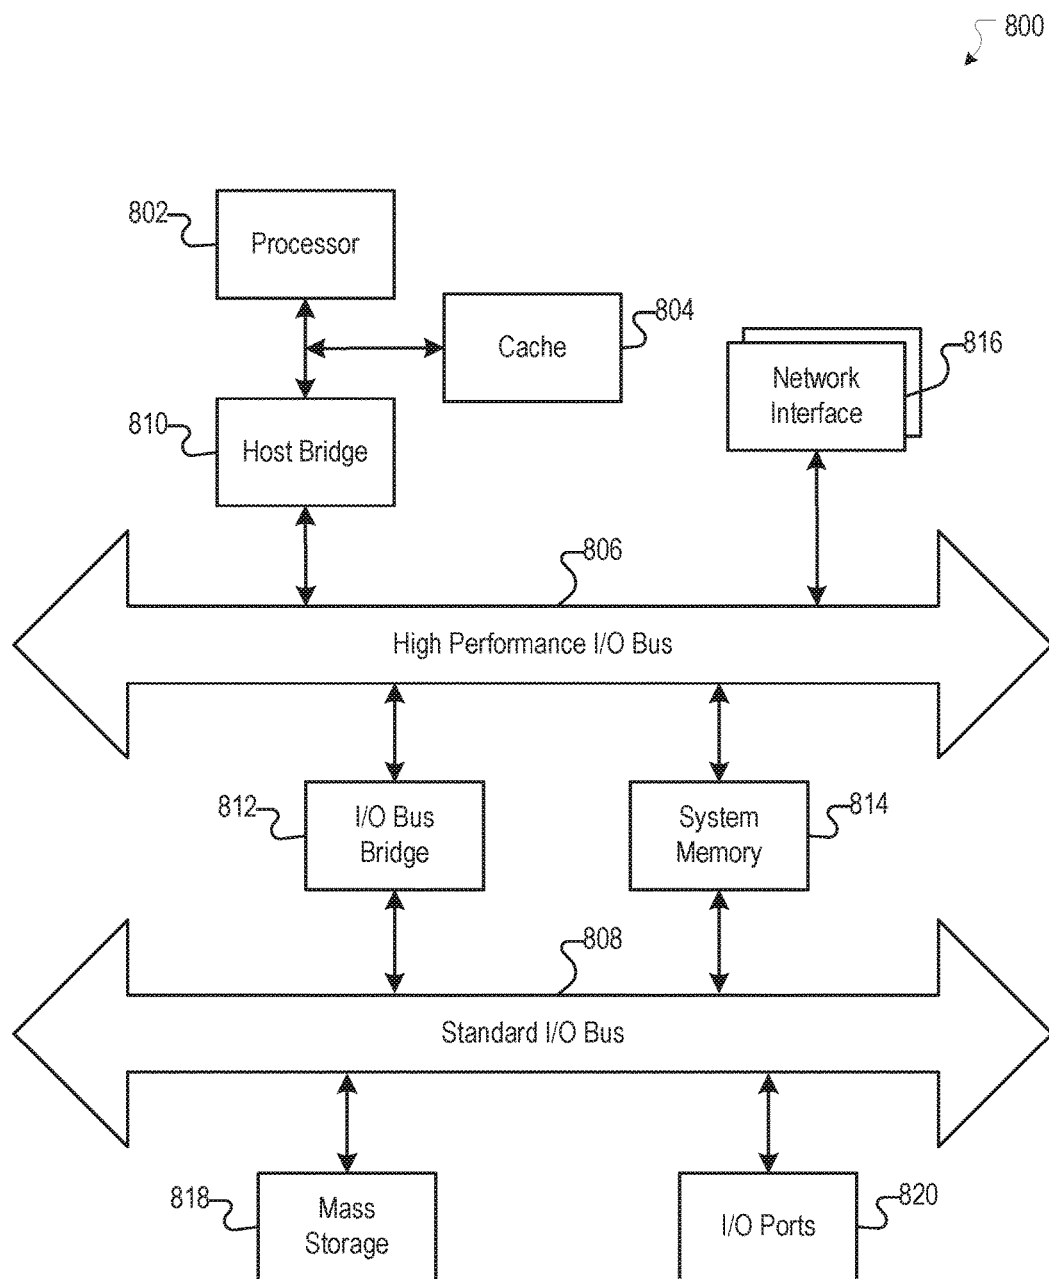 800
802
Processor
804
Cache
816
Network
Interface
810
Host Bridge
806
High Performance I/O Bus
812
I/O Bus
Bridge
System
Memory
814
808
Standard I/O Bus
818
Mass
Storage
I/O Ports
820